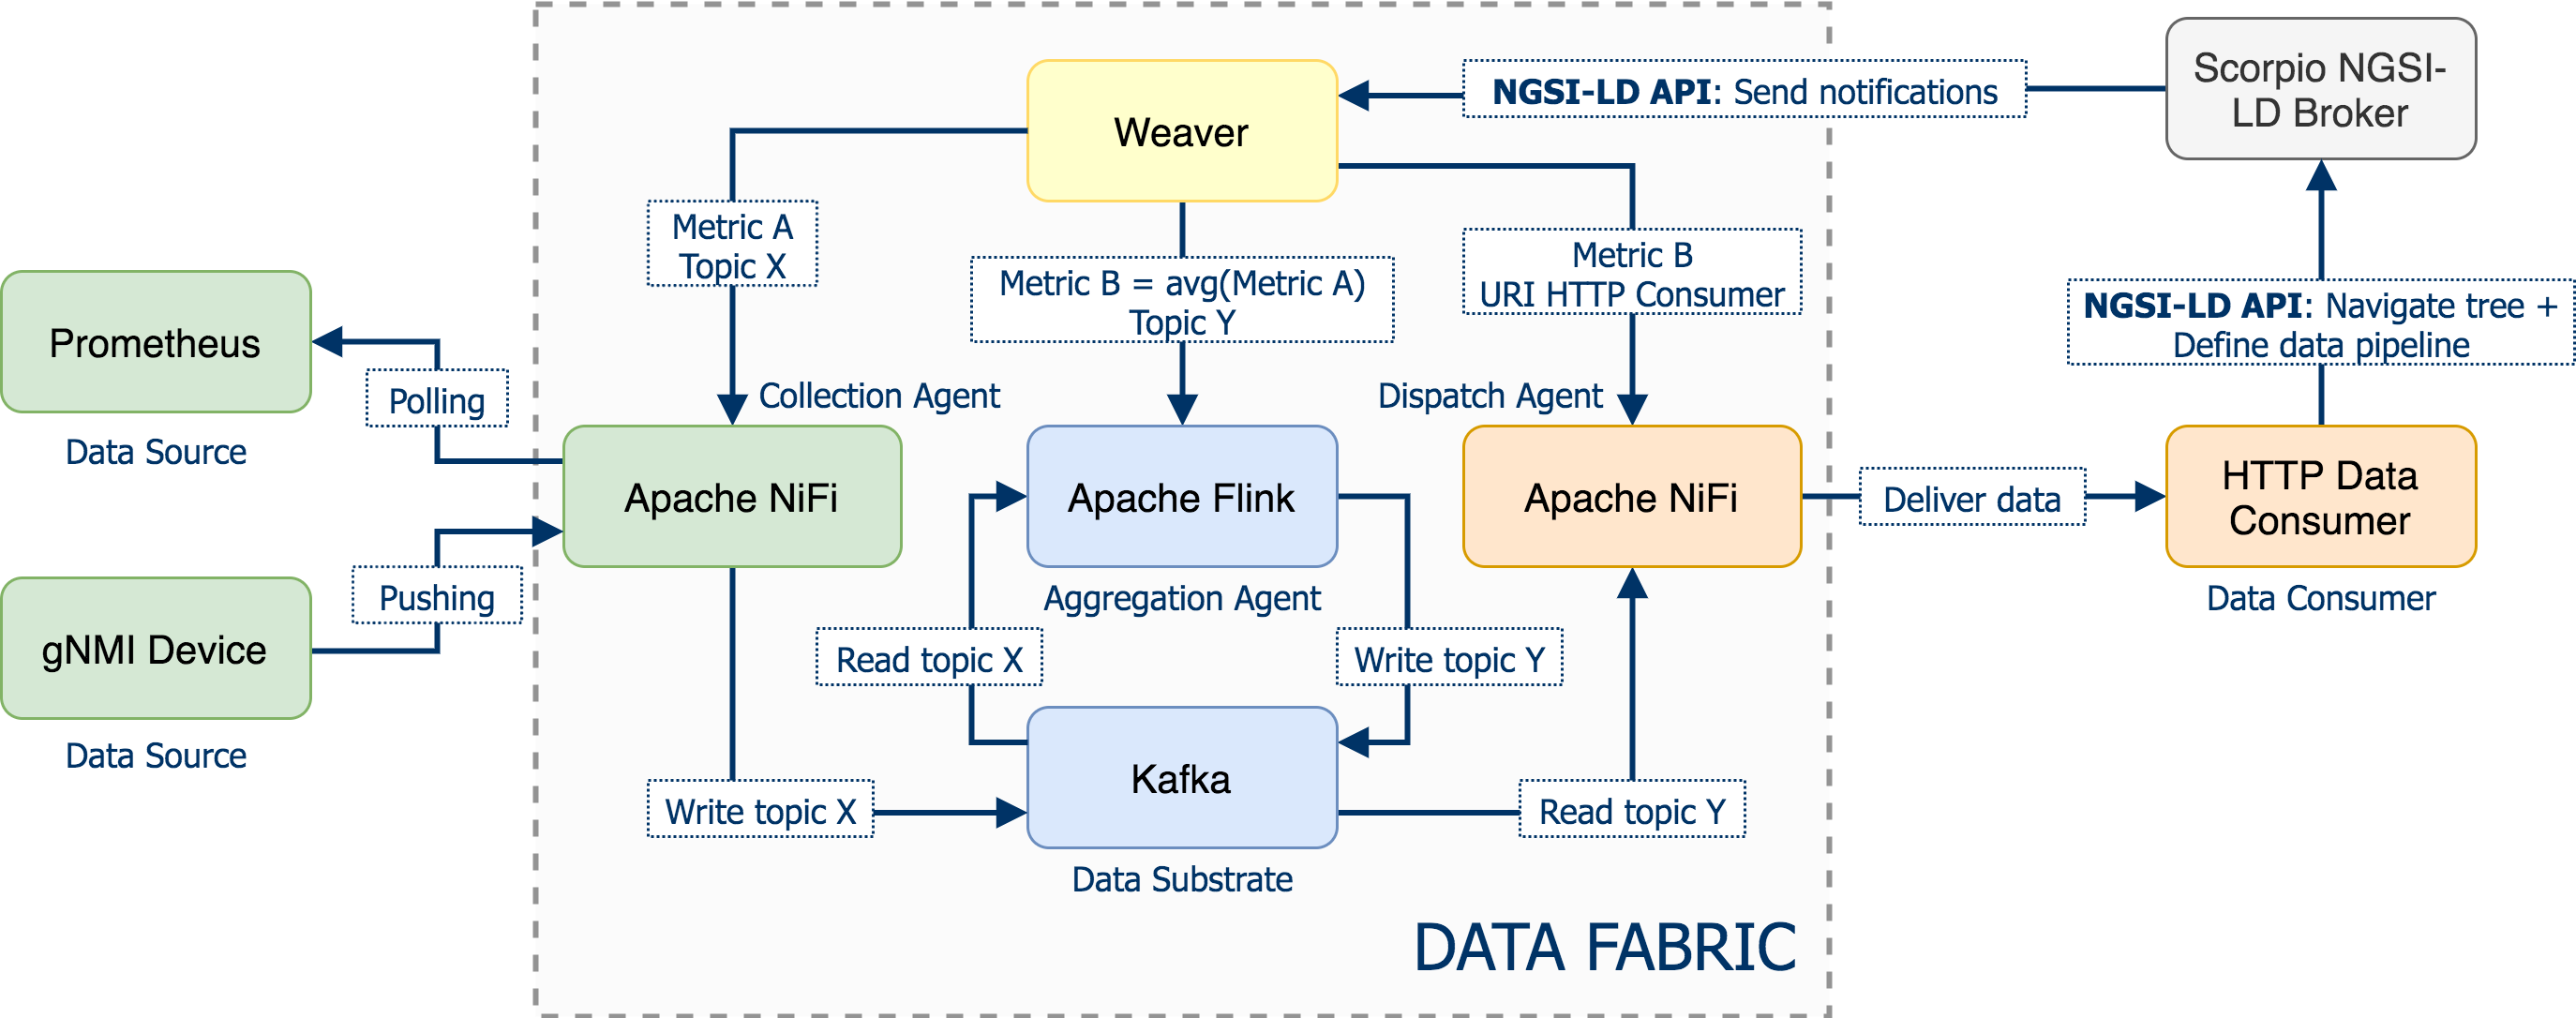 Scorpio NGSI-
LD Broker
NGSI-LD API: Send notifications
Weaver
Metric A
Topic X
Metric B = avg(Metric A)
Topic Y
Metric B
URI HTTP Consumer
NGSI-LD API: Navigate tree +
Define data pipeline
Prometheus
Data Source
Polling
Collection Agent
Dispatch Agent
Apache NiFi
Apache Flink
Aggregation Agent
Apache NiFi
Deliver data
HTTP Data
Consumer
Data Consumer
Pushing
gNMI Device
Data Source
Read topic X
Write topic Y
Write topic X
Kafka
Data Substrate
Read topic Y
DATA FABRIC